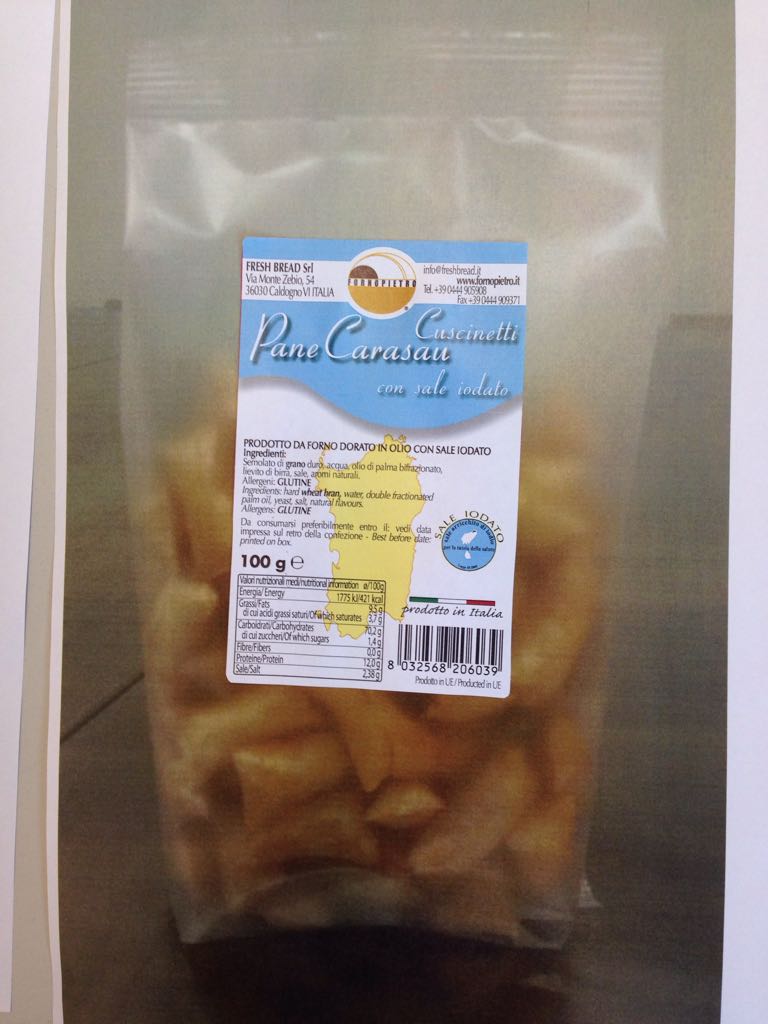 FRESH BREAD Srl
Via Monte Zebio, 54
36030 Caldogno VI ITALIA
FORNOPIETRO
info@freshbread.it
www.fornopietro.it
Tel. +39 0444 905908
Fax +39 0444 909371
Cuscinetti
Pane Carasau
con sale iodato
PRODOTTO DA FORNO DORATO IN OLIO CON SALE IODATO
Ingredienti:
Semolato di grano duro, acqua, olio di palma bifrazionato,
lievito di birra, sale, aromi naturali.
Allergeni: GLUTINE
Ingredients: hard wheat bran, water, double fractionated
palm oil, yeast, salt, natural flavours.
Allergens: GLUTINE
Da consumarsi preferibilmente entro il: vedi data
impressa sul retro della confezione - Best before date:
printed on box.
SALE IODATO
per la tutela della salute
100 g e
Valori nutrizionali medi/nutritional information ø/100g
Energia/ Energy 1775 kJ/421 kcal
Grassi/Fats 9,5 g
di cui acidi grassi saturi/Of which saturates 3,7 g
Carboidrati/Carbohydrates 70,2 g
di cui zuccheri/Of which sugars 1,4 g
Fibre/Fibers 0,0 g
Proteine/Protein 12,0 g
Sale/Salt 2,38 g
prodotto in Italia
8 032568 206039
Prodotto in UE / Producted in UE